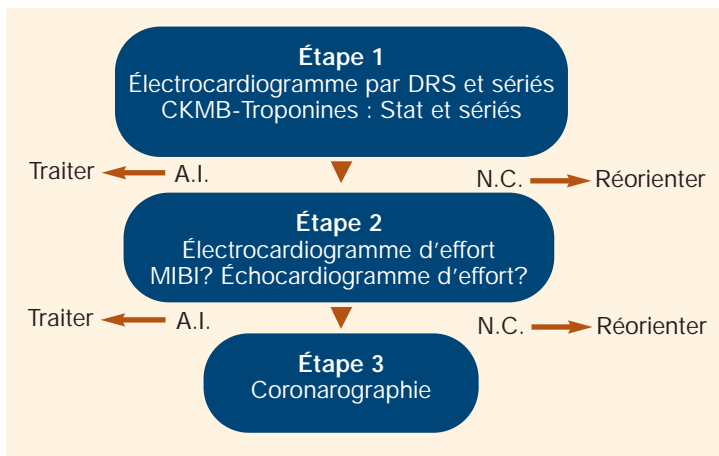 Étape 1
Électrocardiogramme par DRS et sériés
CKMB-Troponines : Stat et sériés
Traiter A.I. N.C. Réorienter
Étape 2
Électrocardiogramme d'effort
MIBI? Échocardiogramme d'effort?
Traiter A.I. N.C. Réorienter
Étape 3
Coronarographie